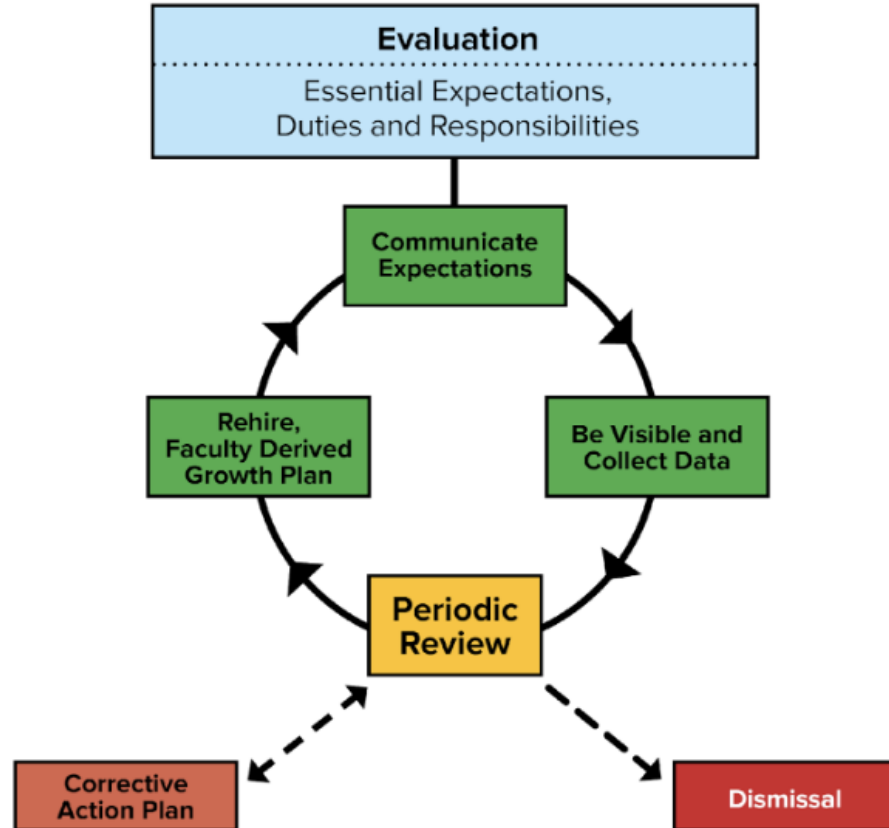 Evaluation
Essential Expectations,
Duties and Responsibilities
Communicate
Expectations
Rehire,
Faculty Derived
Growth Plan
Be Visible and
Collect Data
Periodic
Review
Corrective
Action Plan
Dismissal